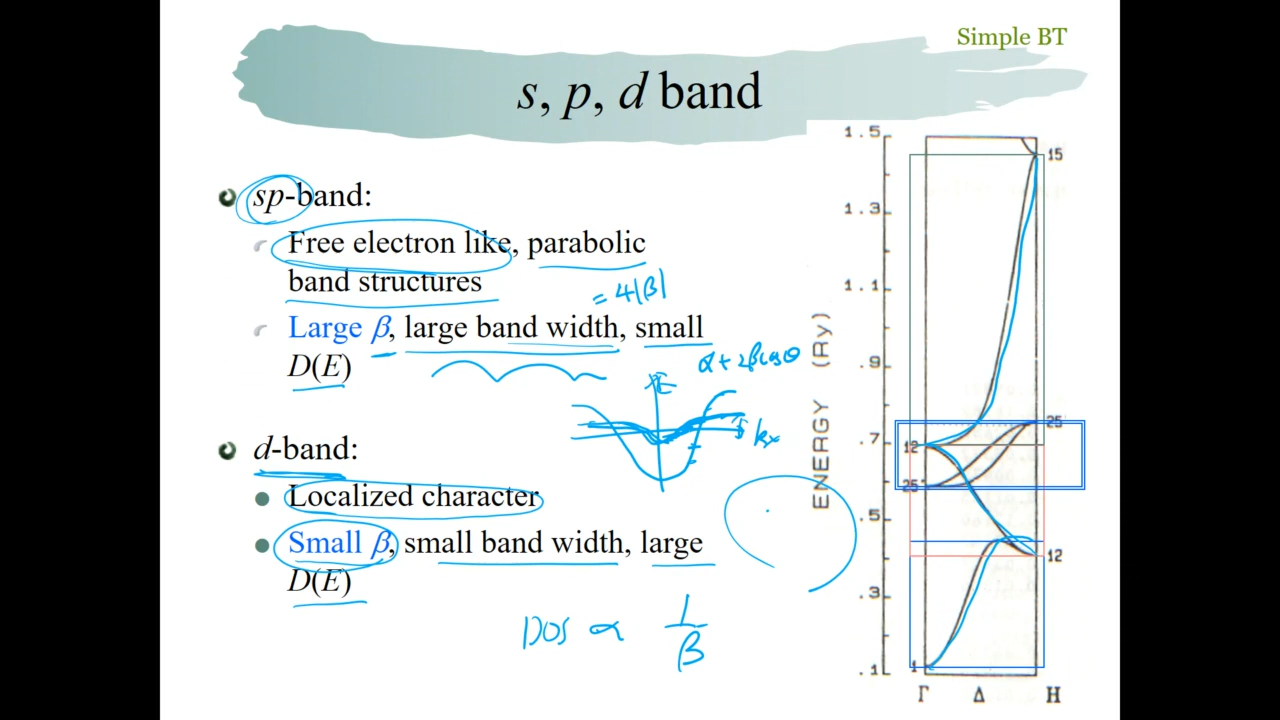 Simple BT
s, p, d band
sp-band:
Free electron like, parabolic
band structures
= 4|β|
Large β, large band width, small
D(E)
α + 2β cos θ
E
kx
d-band:
Localized character
Small β, small band width, large
D(E)
DOS ∝ 1/β
ENERGY (Ry)
1.5
1.3
1.1
.9
.7
.5
.3
.1
15
25'
12
12
25'
1
Γ Δ H